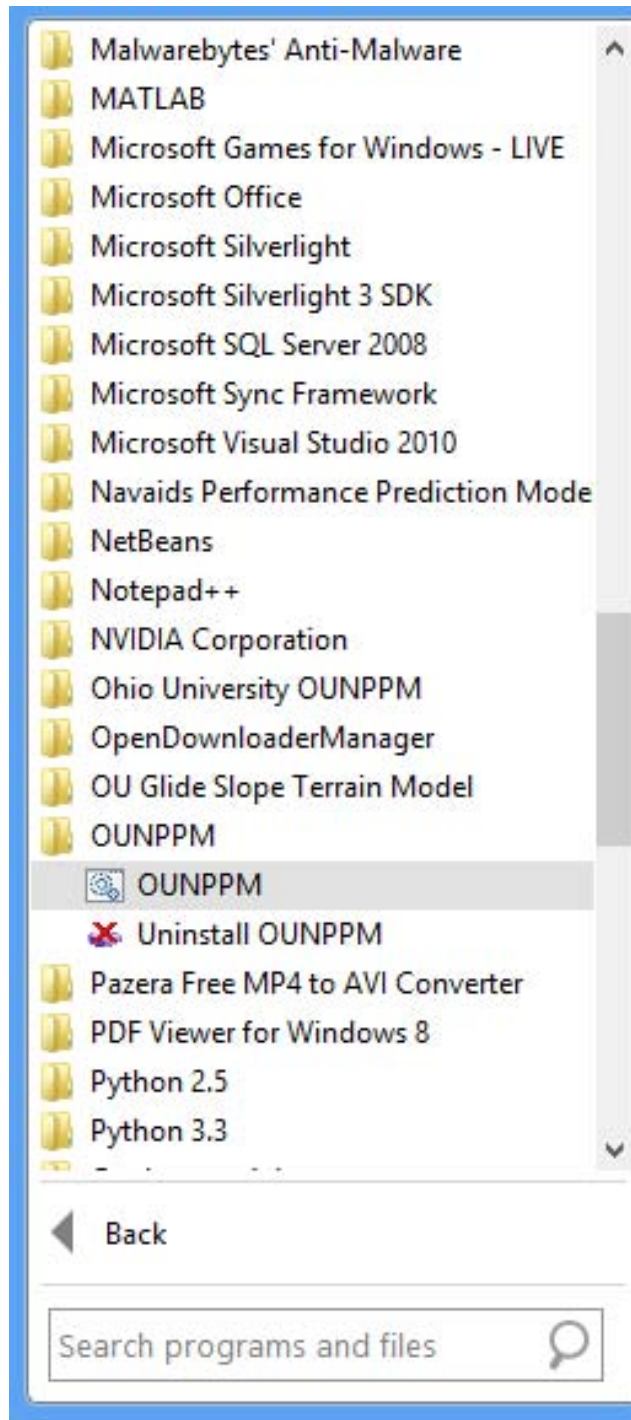 Malwarebytes' Anti-Malware
MATLAB
Microsoft Games for Windows - LIVE
Microsoft Office
Microsoft Silverlight
Microsoft Silverlight 3 SDK
Microsoft SQL Server 2008
Microsoft Sync Framework
Microsoft Visual Studio 2010
Navaids Performance Prediction Mode
NetBeans
Notepad++
NVIDIA Corporation
Ohio University OUNPPM
OpenDownloaderManager
OU Glide Slope Terrain Model
OUNPPM
OUNPPM
Uninstall OUNPPM
Pazera Free MP4 to AVI Converter
PDF Viewer for Windows 8
Python 2.5
Python 3.3
Back
Search programs and files